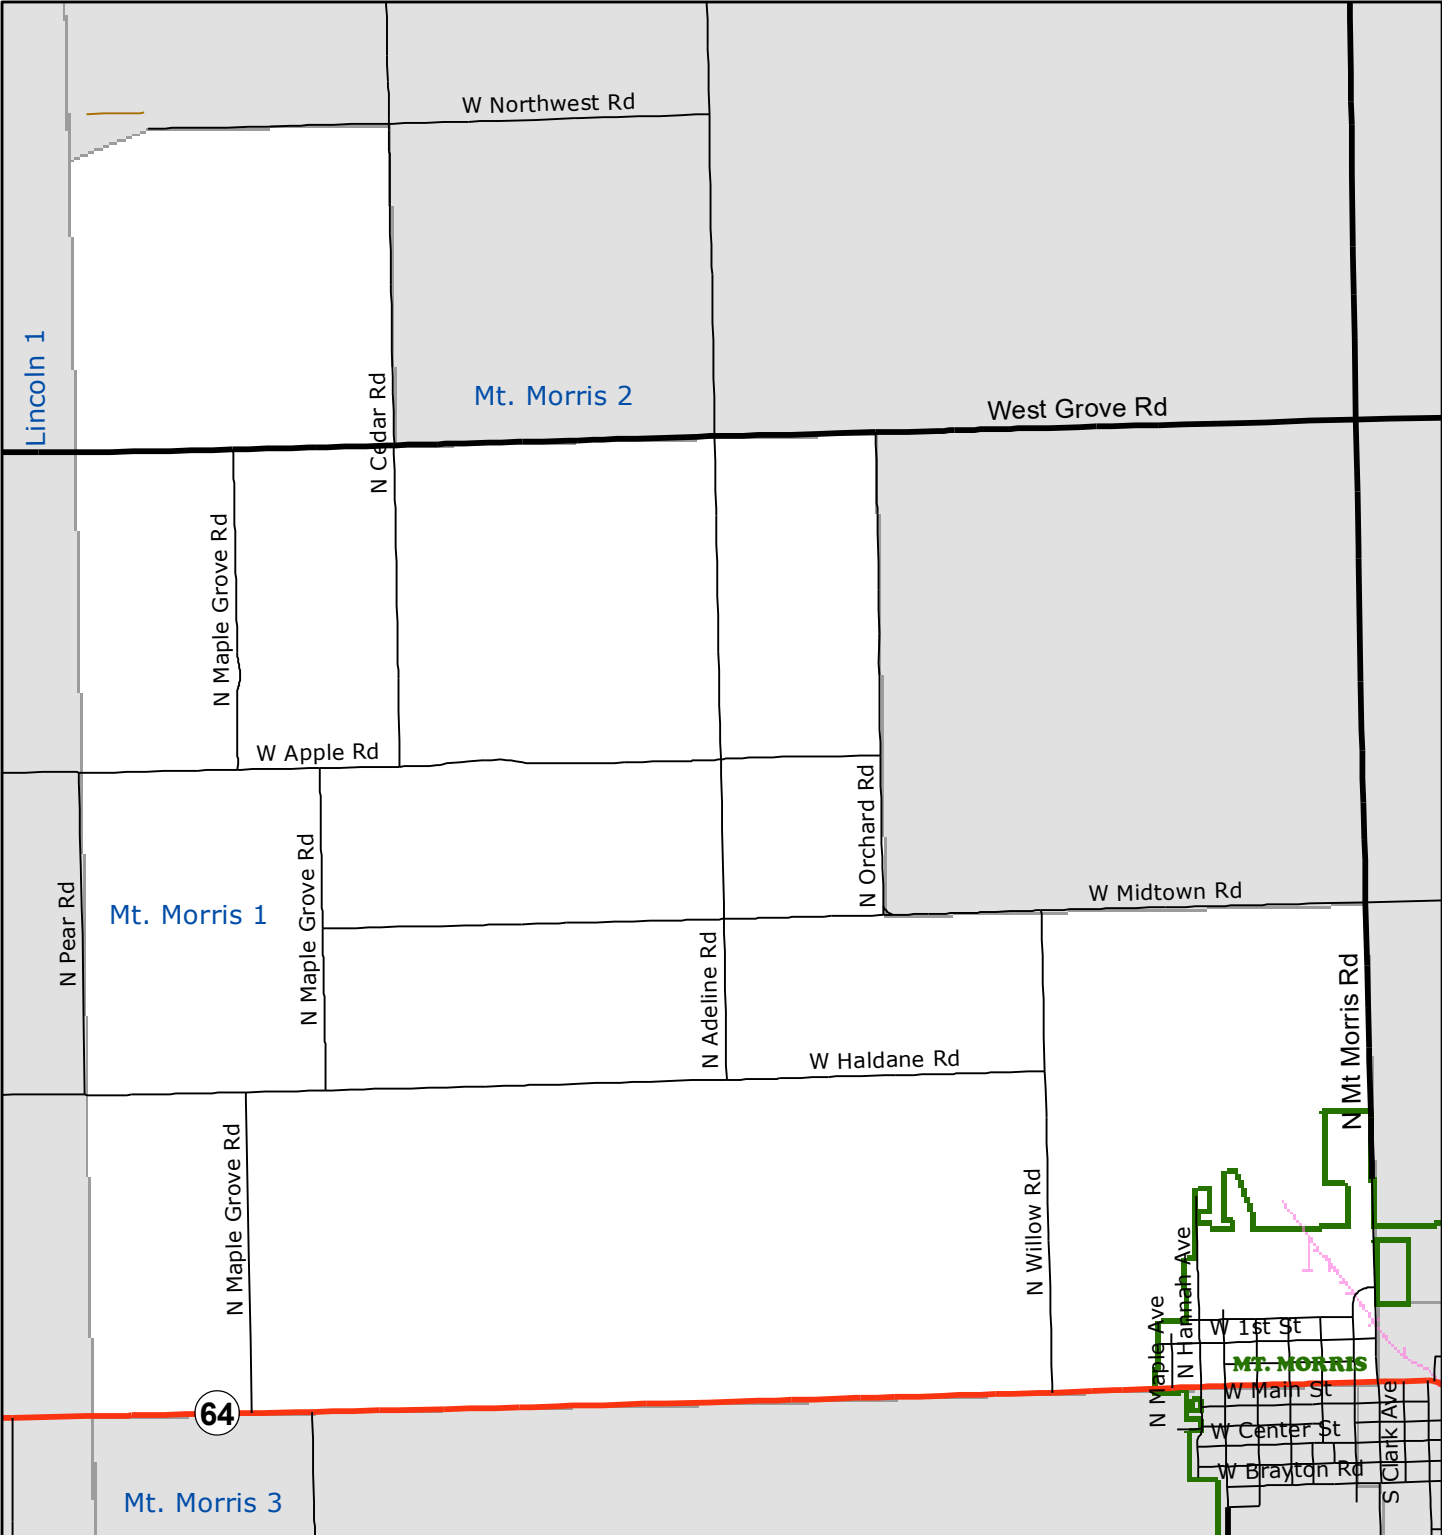 W Northwest Rd
Lincoln 1
N Cedar Rd
Mt. Morris 2
West Grove Rd
N Maple Grove Rd
W Apple Rd
N Orchard Rd
N Pear Rd
Mt. Morris 1
N Maple Grove Rd
W Midtown Rd
N Adeline Rd
N Mt Morris Rd
W Haldane Rd
N Maple Grove Rd
N Willow Rd
N Hannah Ave
N Maple Ave
W 1st St
MT. MORRIS
W Main St
64
W Center St
S Clark Ave
W Brayton Rd
Mt. Morris 3